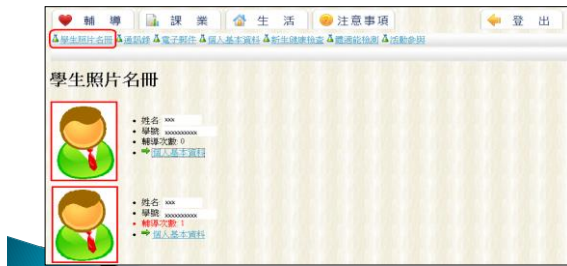 輔 導 課 業 生 活 注意事項 登 出
學生照片名冊 通訊錄 電子郵件 個人基本資料 新生健康檢查 體適能檢測 活動參與
學生照片名冊
姓名: xxx
學號: xxxxxxxxxx
輔導次數: 0
個人基本資料
姓名: xxx
學號: xxxxxxxxxx
輔導次數: 1
個人基本資料